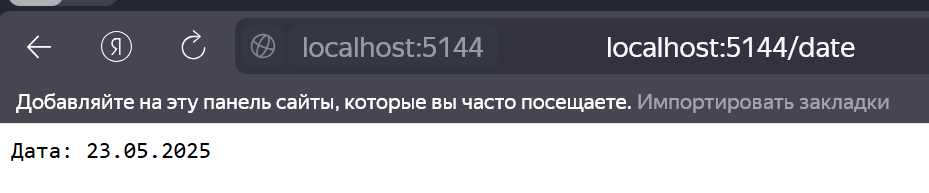 Я localhost:5144 localhost:5144/date
Добавляйте на эту панель сайты, которые вы часто посещаете. Импортировать закладки
Дата: 23.05.2025